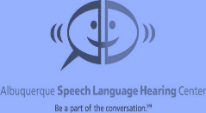 Albuquerque Speech Language Hearing Center
Be a part of the conversation.™